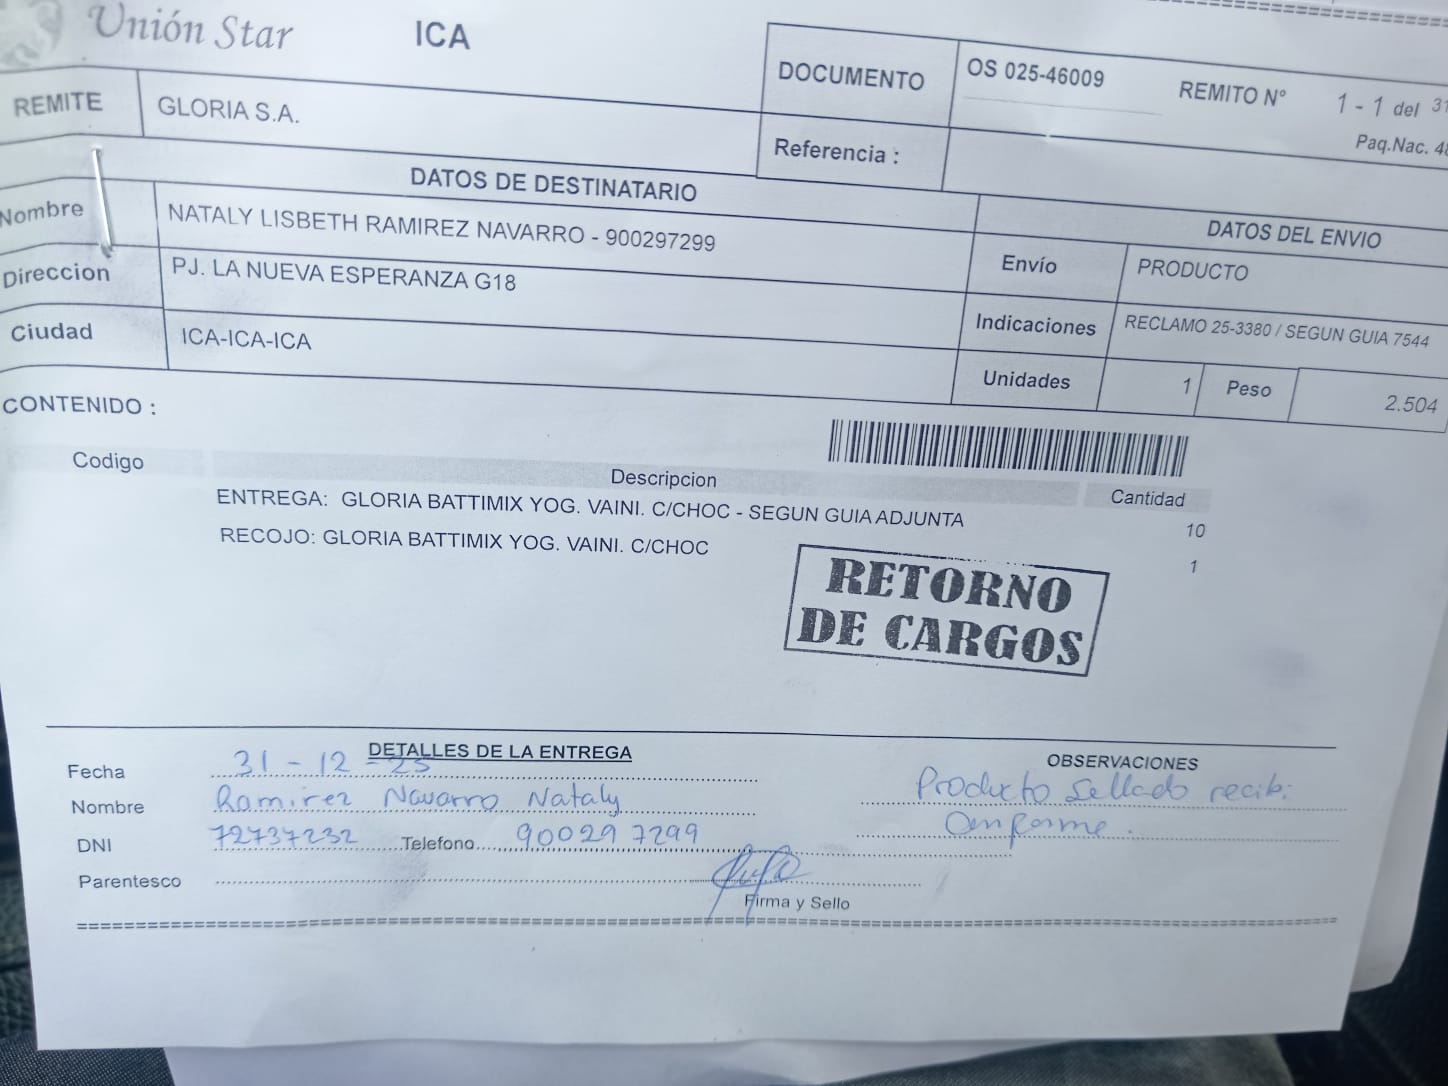 Unión Star
ICA
DOCUMENTO
OS 025-46009
REMITO N°
1 - 1 del 31
Paq.Nac. 48
REMITE
GLORIA S.A.
Referencia :
DATOS DE DESTINATARIO
Nombre
NATALY LISBETH RAMIREZ NAVARRO - 900297299
Direccion
PJ. LA NUEVA ESPERANZA G18
Ciudad
ICA-ICA-ICA
DATOS DEL ENVIO
Envío
PRODUCTO
Indicaciones
RECLAMO 25-3380 / SEGUN GUIA 7544
Unidades
1
Peso
2.504
CONTENIDO :
Codigo
Descripcion
Cantidad
ENTREGA: GLORIA BATTIMIX YOG. VAINI. C/CHOC - SEGUN GUIA ADJUNTA
10
RECOJO: GLORIA BATTIMIX YOG. VAINI. C/CHOC
1
RETORNO
DE CARGOS
DETALLES DE LA ENTREGA
Fecha 31 - 12 - 25
Nombre Ramirez Navarro Nataly
DNI 72737232 Telefono 900297299
Parentesco
Firma y Sello
OBSERVACIONES
Producto Sellado recibi
Conforme.